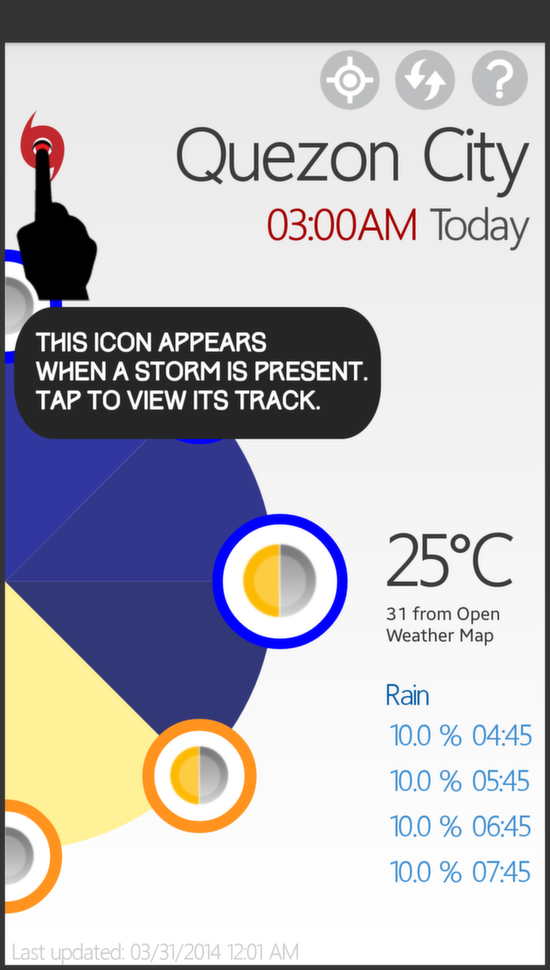 ?
Quezon City
03:00AM Today
THIS ICON APPEARS
WHEN A STORM IS PRESENT.
TAP TO VIEW ITS TRACK.
25°C
31 from Open
Weather Map
Rain
10.0 % 04:45
10.0 % 05:45
10.0 % 06:45
10.0 % 07:45
Last updated: 03/31/2014 12:01 AM